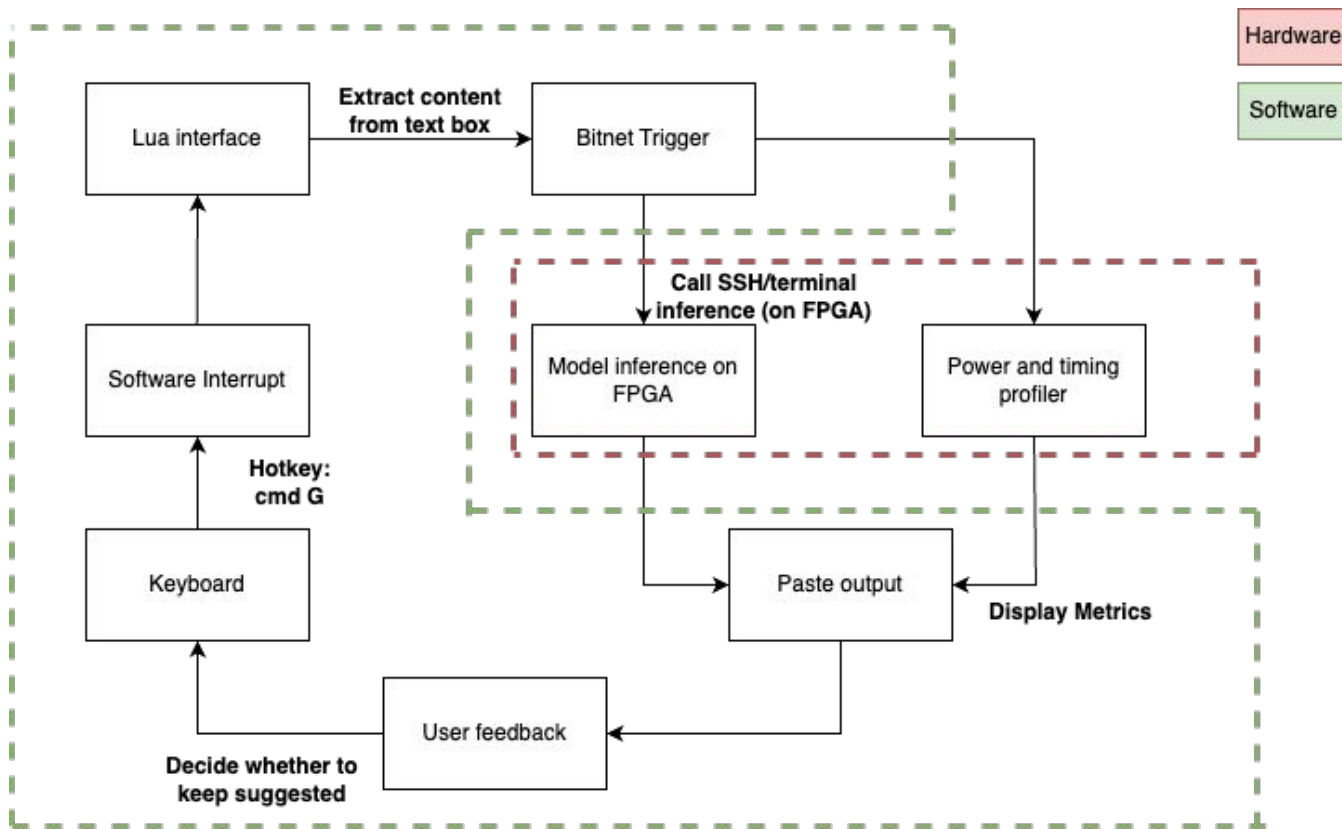 Hardware
Software
Lua interface
Extract content
from text box
Bitnet Trigger
Call SSH/terminal
inference (on FPGA)
Software Interrupt
Model inference on
FPGA
Power and timing
profiler
Hotkey:
cmd G
Keyboard
Paste output
Display Metrics
User feedback
Decide whether to
keep suggested